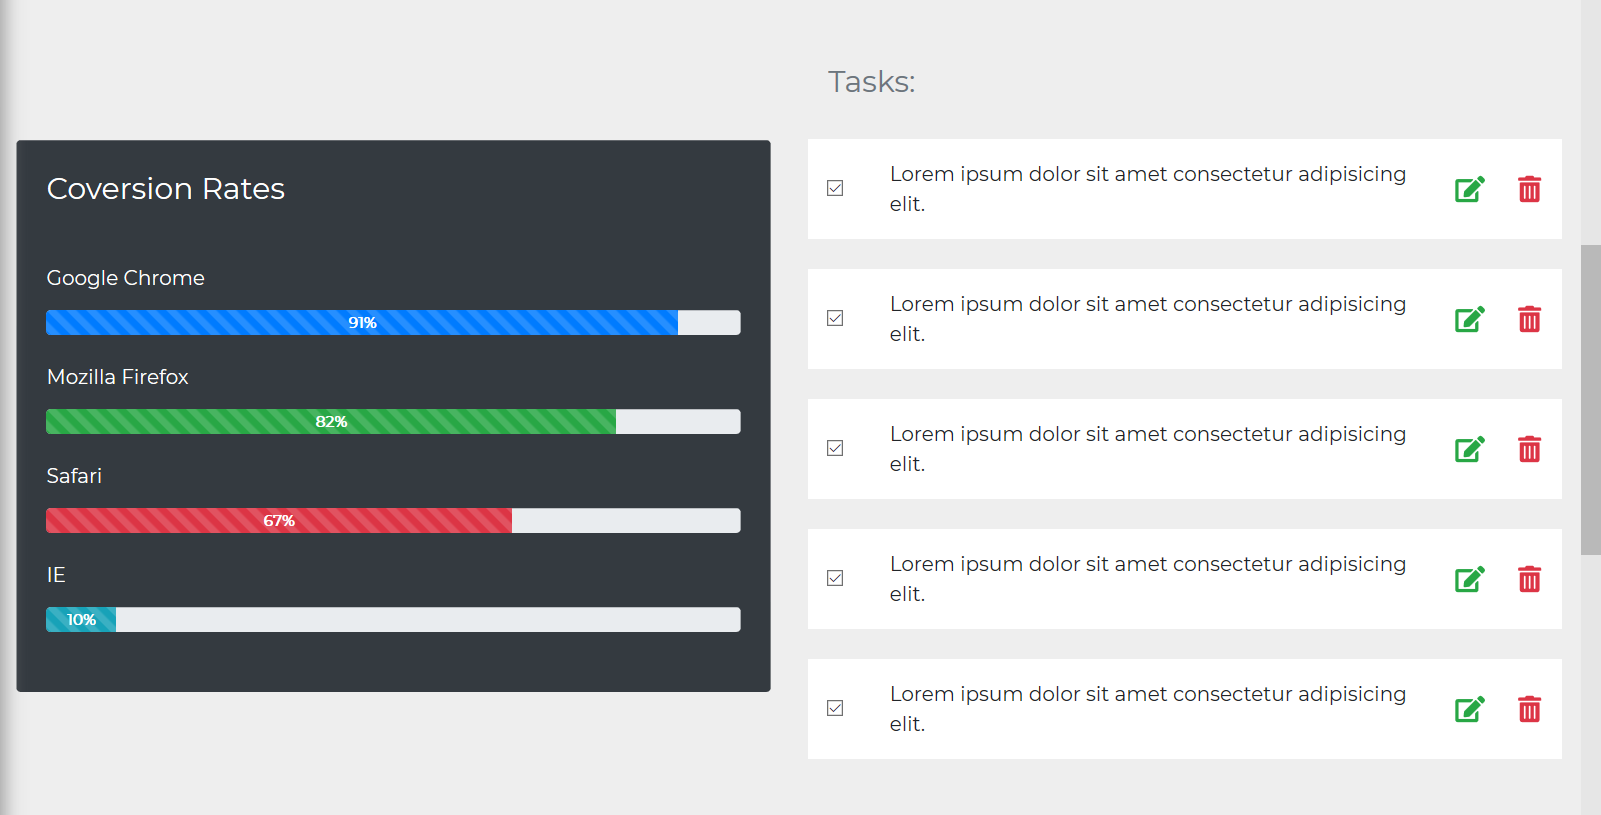 Tasks:
Coversion Rates
Google Chrome
91%
Mozilla Firefox
82%
Safari
67%
IE
10%
Lorem ipsum dolor sit amet consectetur adipisicing
elit.
Lorem ipsum dolor sit amet consectetur adipisicing
elit.
Lorem ipsum dolor sit amet consectetur adipisicing
elit.
Lorem ipsum dolor sit amet consectetur adipisicing
elit.
Lorem ipsum dolor sit amet consectetur adipisicing
elit.